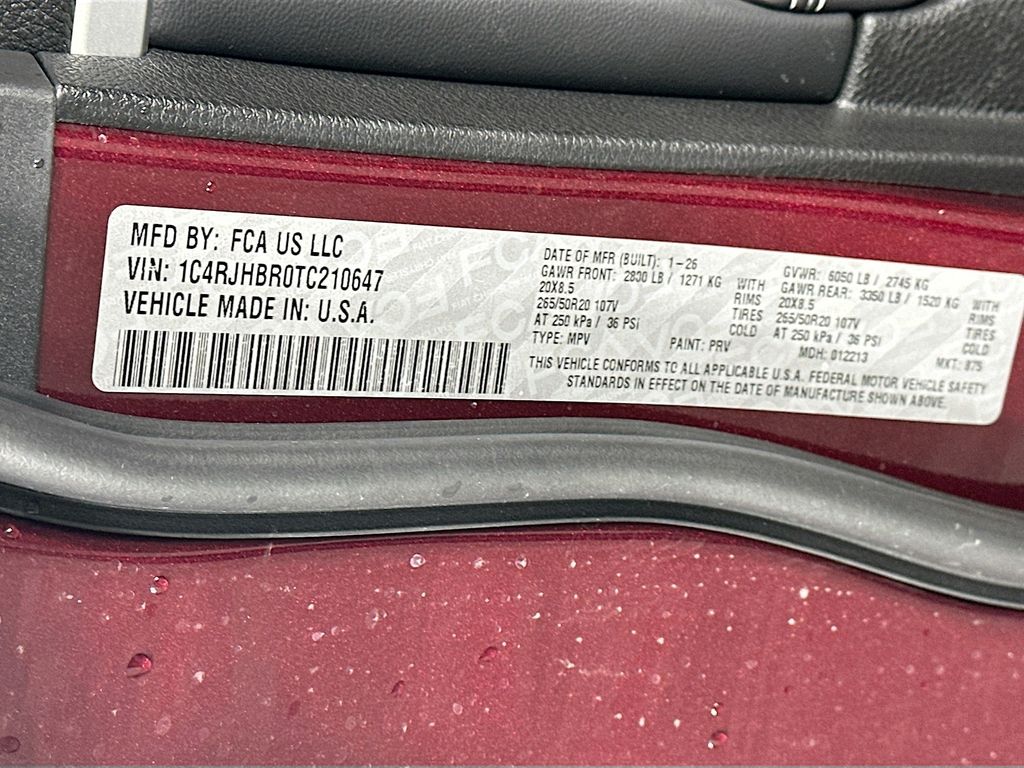 MFD BY: FCA US LLC
VIN: 1C4RJHBR0TC210647
VEHICLE MADE IN: U.S.A.
DATE OF MFR (BUILT): 1-26 GVWR: 6050 LB / 2745 KG
GAWR FRONT: 2830 LB / 1271 KG WITH GAWR REAR: 3350 LB / 1520 KG WITH
20X8.5 RIMS 20X8.5 RIMS
265/50R20 107V TIRES 265/50R20 107V TIRES
AT 250 kPa / 36 PSI COLD AT 250 kPa / 36 PSI COLD
TYPE: MPV PAINT: PRV MDH: 012213 MKT: 875
THIS VEHICLE CONFORMS TO ALL APPLICABLE U.S.A. FEDERAL MOTOR VEHICLE SAFETY
STANDARDS IN EFFECT ON THE DATE OF MANUFACTURE SHOWN ABOVE.